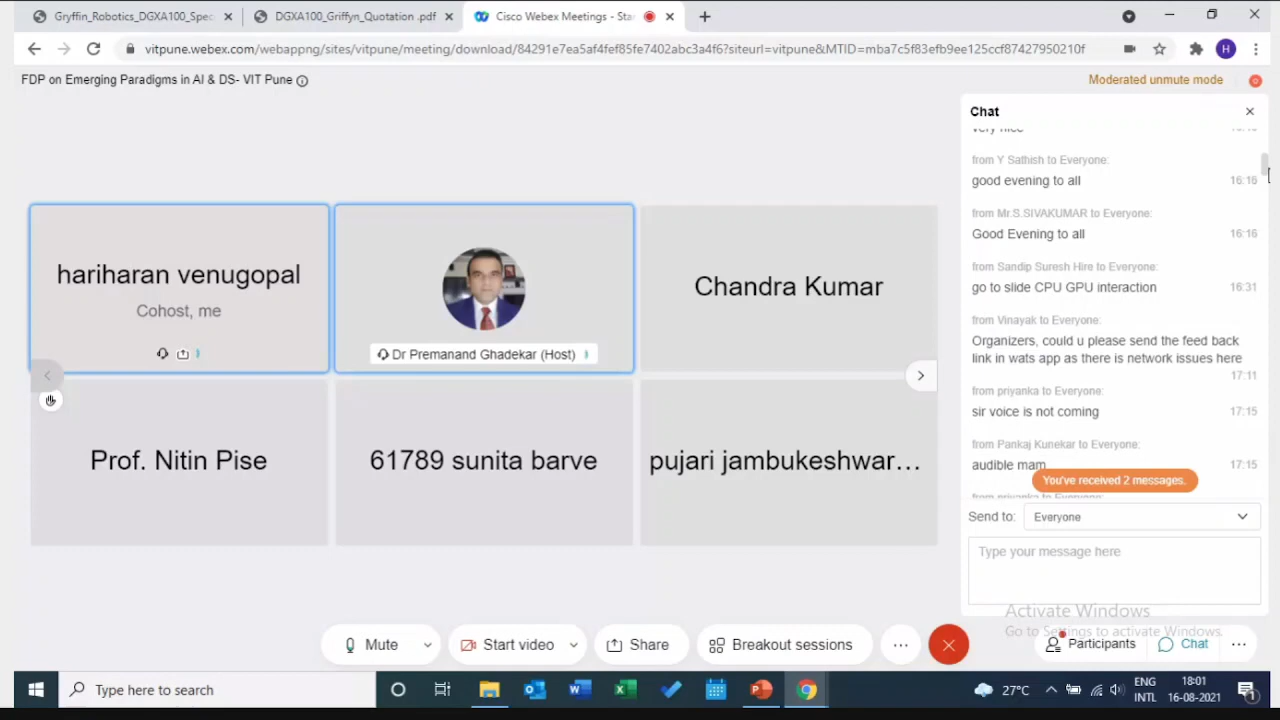 Gryffin_Robotics_DGXA100_Spec
DGXA100_Griffyn_Quotation .pdf
Cisco Webex Meetings - Sta
vitpune.webex.com/webappng/sites/vitpune/meeting/download/84291e7ea5af4fef85fe7402abc3a4f6?siteurl=vitpune&MTID=mba7c5f83efb9ee125ccf87427950210f
H
FDP on Emerging Paradigms in AI & DS- VIT Pune
Moderated unmute mode
Chat
very nice
from Y Sathish to Everyone:
good evening to all 16:16
from Mr.S.SIVAKUMAR to Everyone:
Good Evening to all 16:16
from Sandip Suresh Hire to Everyone:
go to slide CPU GPU interaction 16:31
from Vinayak to Everyone:
Organizers, could u please send the feed back
link in wats app as there is network issues here
17:11
from priyanka to Everyone:
sir voice is not coming 17:15
from Pankaj Kunekar to Everyone:
audible mam 17:15
You've received 2 messages.
from priyanka to Everyone:
Send to: Everyone
Type your message here
hariharan venugopal
Cohost, me
Dr Premanand Ghadekar (Host)
Chandra Kumar
Prof. Nitin Pise
61789 sunita barve
pujari jambukeshwar…
Activate Windows
Go to Settings to activate Windows.
Mute
Start video
Share
Breakout sessions
Participants
Chat
Type here to search
27°C
ENG
INTL
18:01
16-08-2021
1